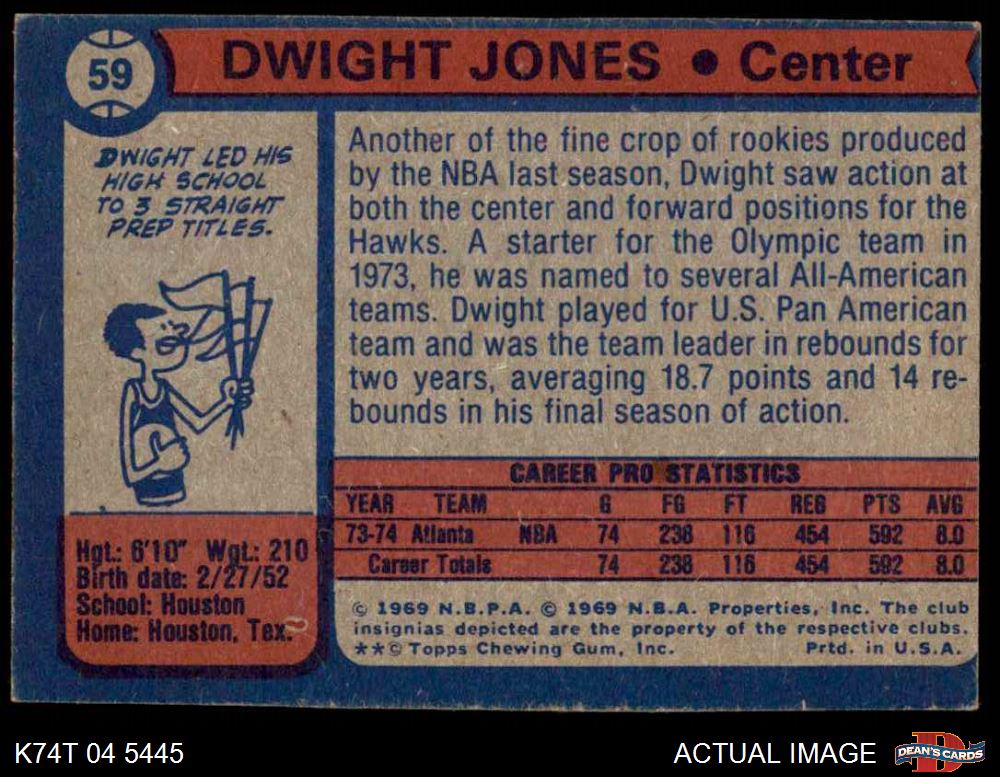 59
DWIGHT JONES • Center
DWIGHT LED HIS
HIGH SCHOOL
TO 3 STRAIGHT
PREP TITLES.
Another of the fine crop of rookies produced
by the NBA last season, Dwight saw action at
both the center and forward positions for the
Hawks. A starter for the Olympic team in
1973, he was named to several All-American
teams. Dwight played for U.S. Pan American
team and was the team leader in rebounds for
two years, averaging 18.7 points and 14 re-
bounds in his final season of action.
Hgt.: 6'10" Wgt.: 210
Birth date: 2/27/52
School: Houston
Home: Houston, Tex.
CAREER PRO STATISTICS
YEAR TEAM G FG FT REB PTS AVG
73-74 Atlanta NBA 74 238 116 454 592 8.0
Career Totals 74 238 116 454 592 8.0
© 1969 N.B.P.A. © 1969 N.B.A. Properties, Inc. The club
insignias depicted are the property of the respective clubs.
**© Topps Chewing Gum, Inc. Prtd. in U.S.A.
K74T 04 5445
ACTUAL IMAGE
D
DEAN'S CARDS